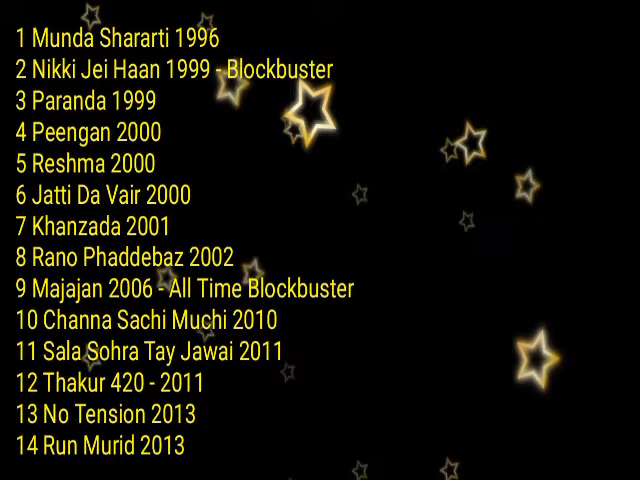 1 Munda Shararti 1996
2 Nikki Jei Haan 1999 - Blockbuster
3 Paranda 1999
4 Peengan 2000
5 Reshma 2000
6 Jatti Da Vair 2000
7 Khanzada 2001
8 Rano Phaddebaz 2002
9 Majajan 2006 - All Time Blockbuster
10 Channa Sachi Muchi 2010
11 Sala Sohra Tay Jawai 2011
12 Thakur 420 - 2011
13 No Tension 2013
14 Run Murid 2013